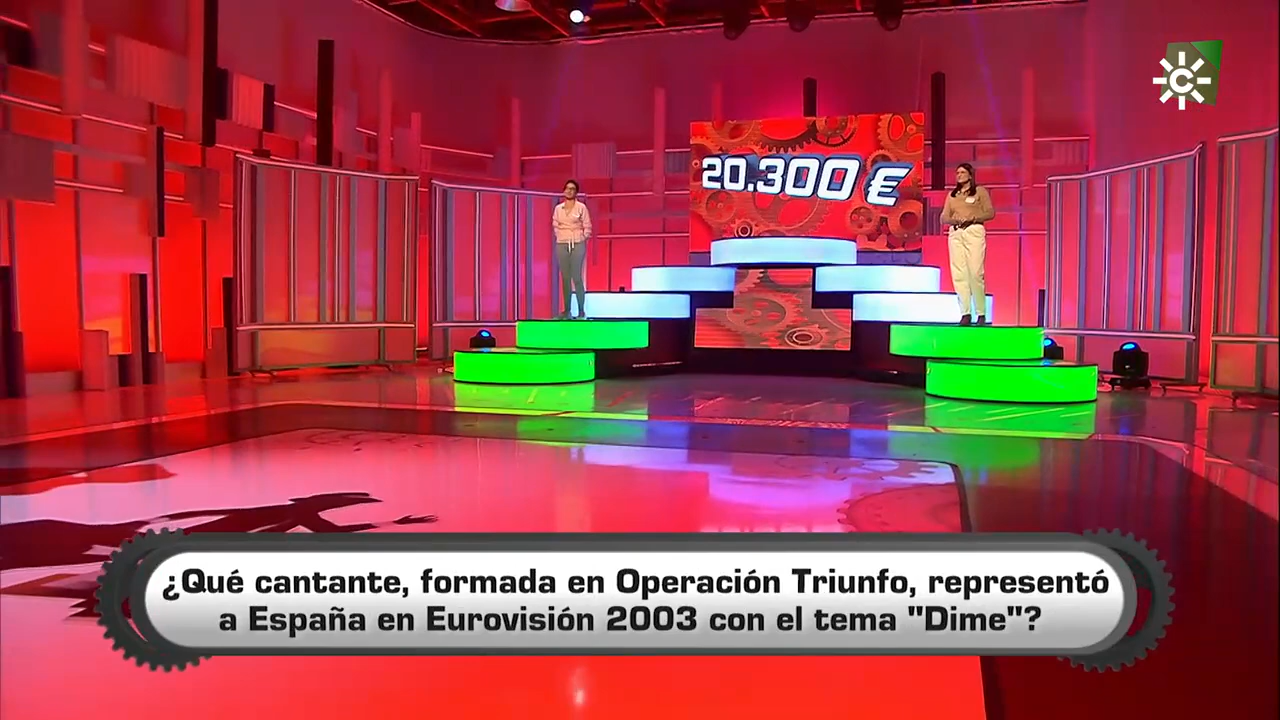 20.300 €
C
¿Qué cantante, formada en Operación Triunfo, representó
a España en Eurovisión 2003 con el tema "Dime"?